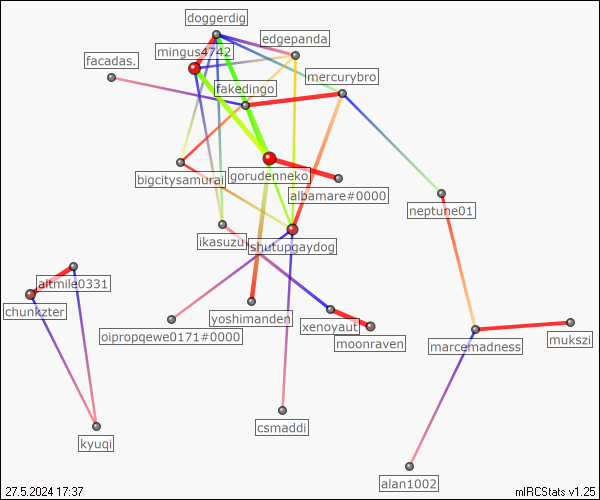 doggerdig
edgepanda
mingus4742
facadas.
mercurybro
fakedingo
gorudenneko
bigcitysamurai
albamare#0000
neptune01
ikasuzu
shutupgaydog
altmile0331
chunkzter
yoshimanden
xenoyaut
oipropqewe0171#0000
moonraven
marcemadness
mukszi
csmaddi
kyuqi
alan1002
27.5.2024 17:37
mIRCStats v1.25